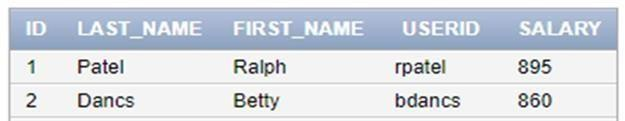 ID LAST_NAME FIRST_NAME USERID SALARY
1 Patel Ralph rpatel 895
2 Dancs Betty bdancs 860